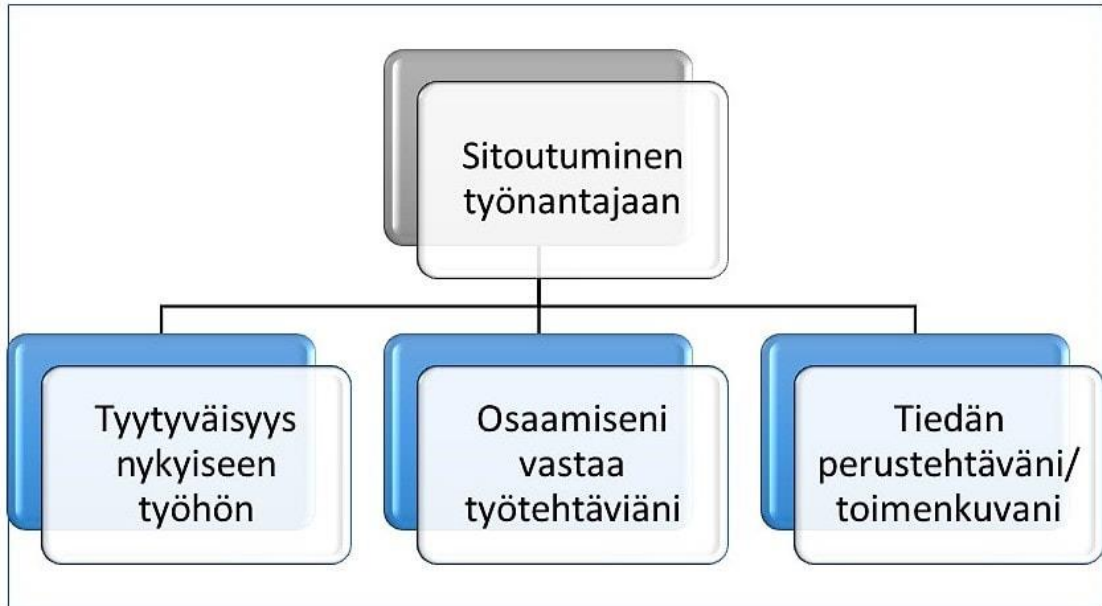 Sitoutuminen
työnantajaan
Tyytyväisyys
nykyiseen
työhön
Osaamiseni
vastaa
työtehtäviäni
Tiedän
perustehtäväni/
toimenkuvani